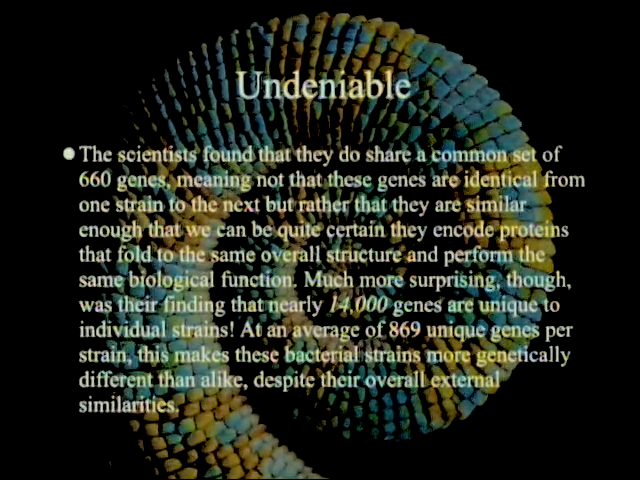 Undeniable
The scientists found that they do share a common set of
660 genes, meaning not that these genes are identical from
one strain to the next but rather that they are similar
enough that we can be quite certain they encode proteins
that fold to the same overall structure and perform the
same biological function. Much more surprising, though,
was their finding that nearly 14,000 genes are unique to
individual strains! At an average of 869 unique genes per
strain, this makes these bacterial strains more genetically
different than alike, despite their overall external
similarities.